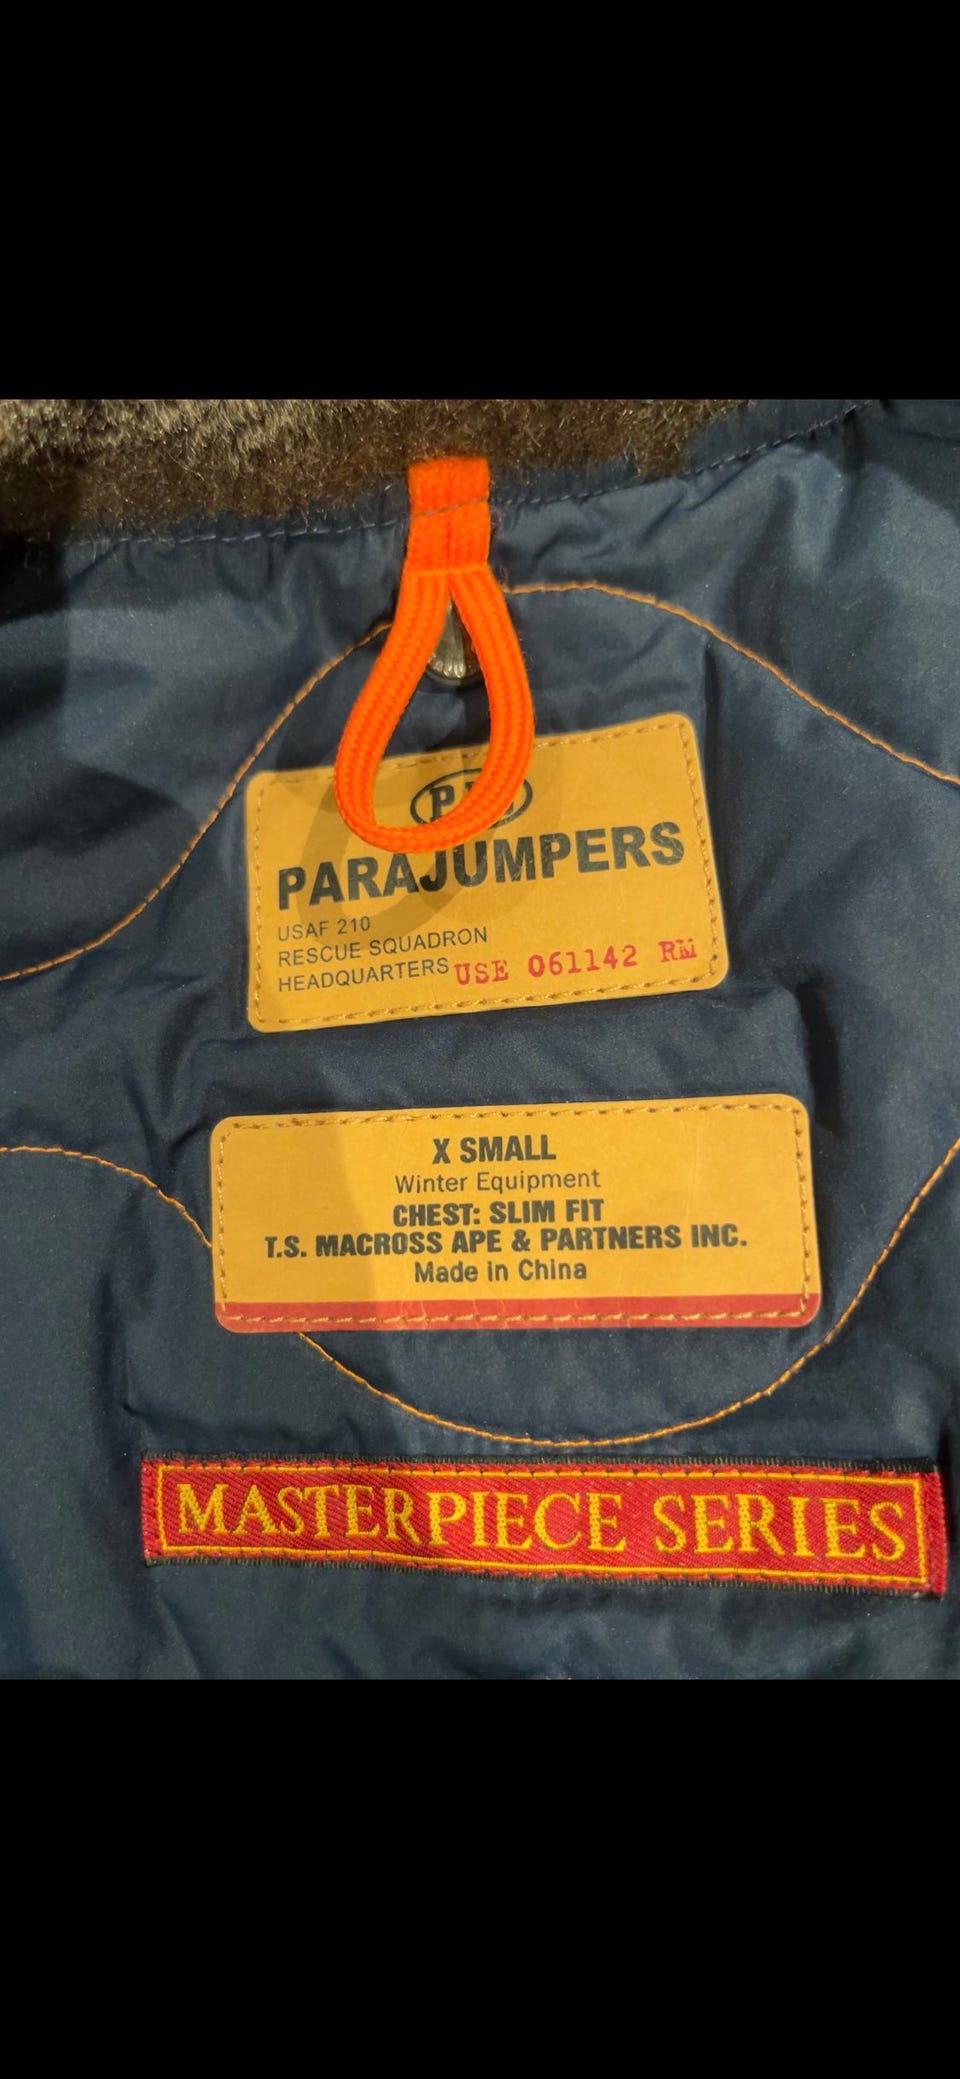 PARAJUMPERS
USAF 210
RESCUE SQUADRON
HEADQUARTERS USE 061142 RM
X SMALL
Winter Equipment
CHEST: SLIM FIT
T.S. MACROSS APE & PARTNERS INC.
Made in China
MASTERPIECE SERIES